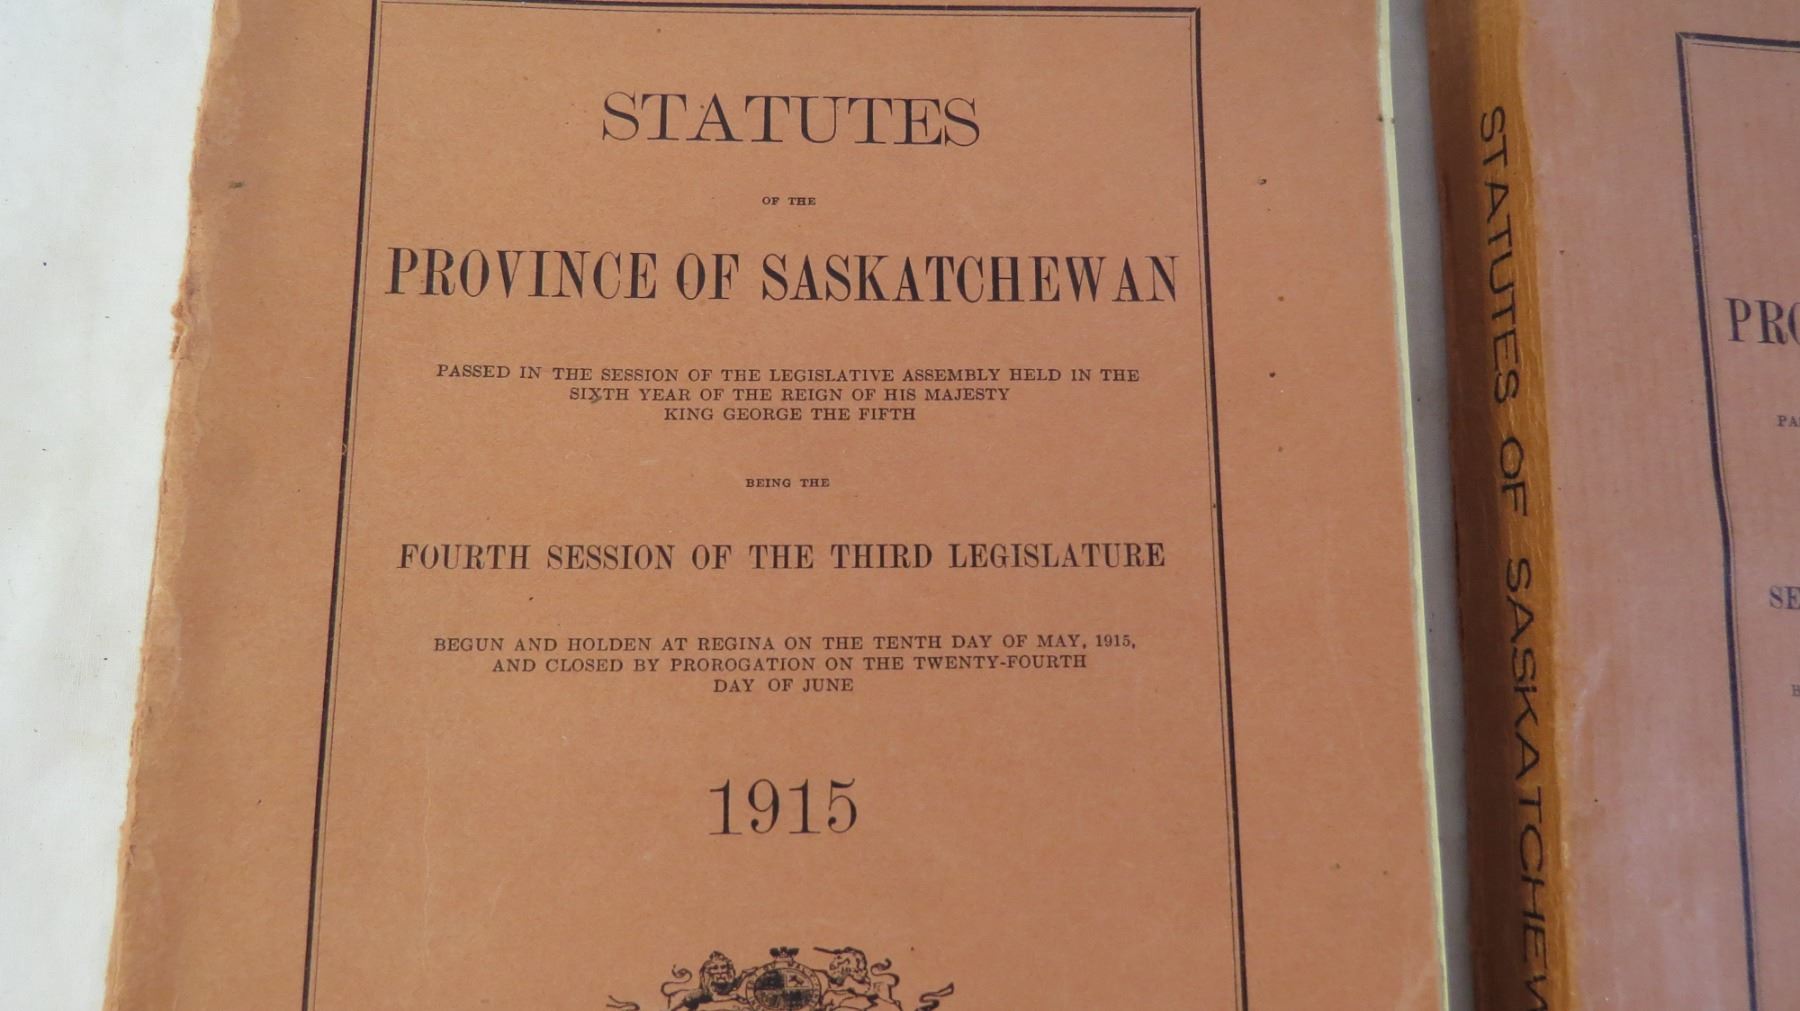 STATUTES
OF THE
PROVINCE OF SASKATCHEWAN
PASSED IN THE SESSION OF THE LEGISLATIVE ASSEMBLY HELD IN THE
SIXTH YEAR OF THE REIGN OF HIS MAJESTY
KING GEORGE THE FIFTH
BEING THE
FOURTH SESSION OF THE THIRD LEGISLATURE
BEGUN AND HOLDEN AT REGINA ON THE TENTH DAY OF MAY, 1915,
AND CLOSED BY PROROGATION ON THE TWENTY-FOURTH
DAY OF JUNE
1915
STATUTES OF SASKATCHEW
PRO
PA
SE